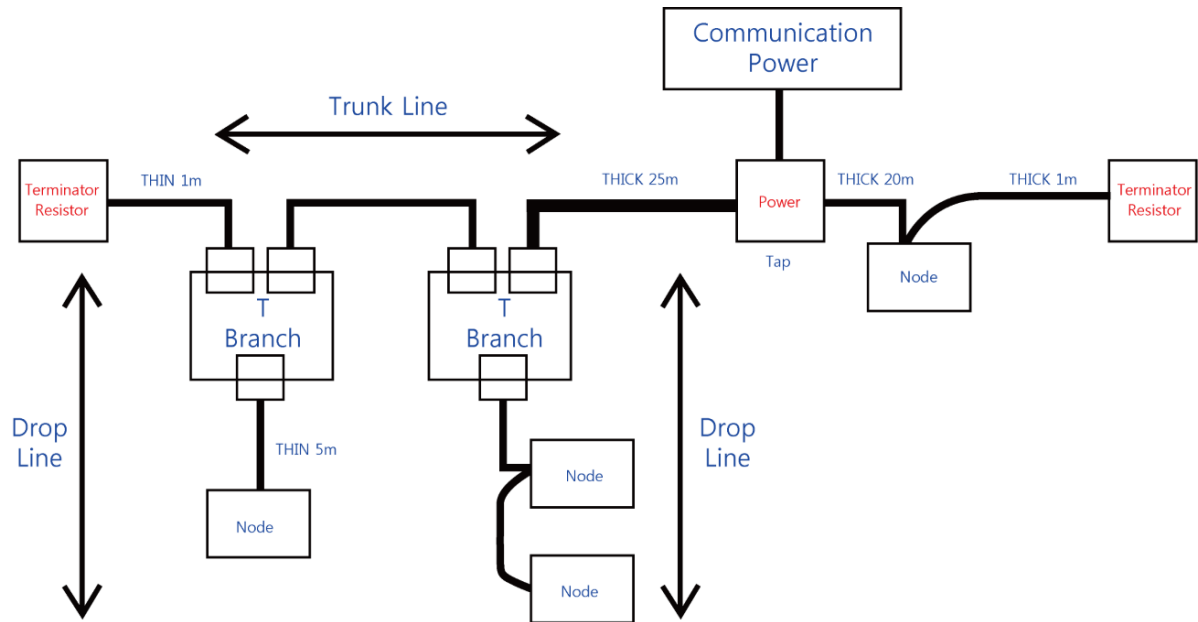 Communication
Power
Trunk Line
Terminator
Resistor
THIN 1m
THICK 25m
Power
Tap
THICK 20m
THICK 1m
Terminator
Resistor
Node
T
Branch
T
Branch
Drop
Line
THIN 5m
Node
Node
Node
Drop
Line